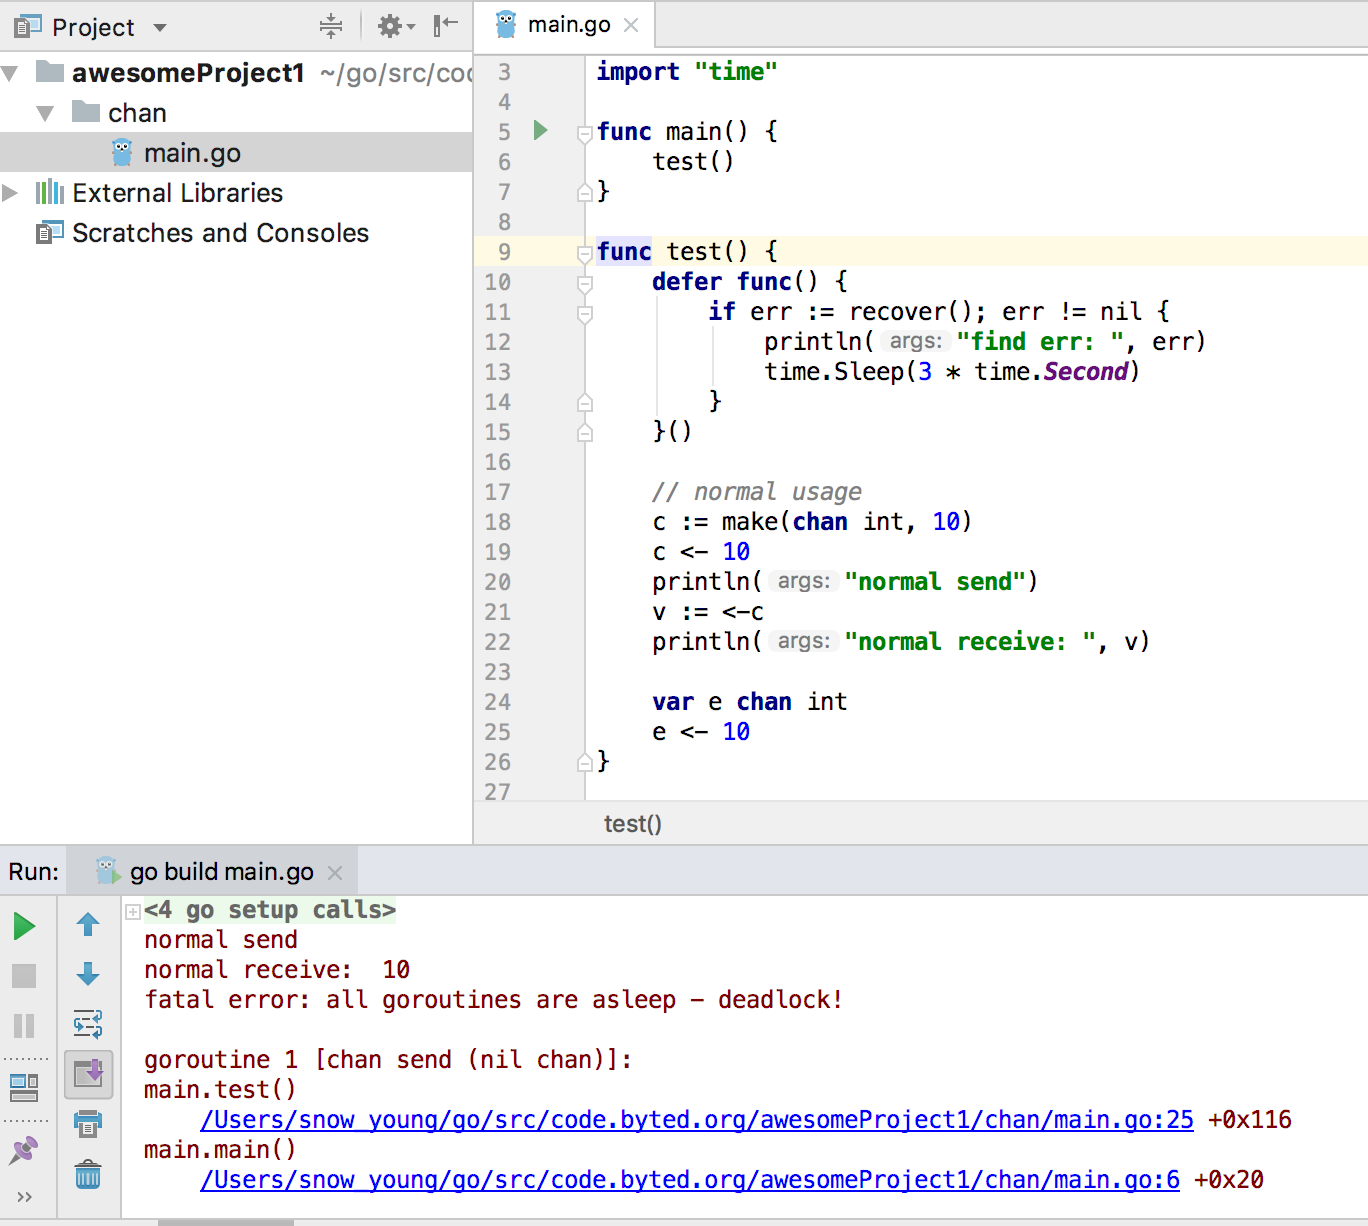 Project
main.go
awesomeProject1 ~/go/src/coc
chan
main.go
External Libraries
Scratches and Consoles
3 import "time"
4
5 func main() {
6 test()
7 }
8
9 func test() {
10 defer func() {
11 if err := recover(); err != nil {
12 println( args: "find err: ", err)
13 time.Sleep(3 * time.Second)
14 }
15 }()
16
17 // normal usage
18 c := make(chan int, 10)
19 c <- 10
20 println( args: "normal send")
21 v := <-c
22 println( args: "normal receive: ", v)
23
24 var e chan int
25 e <- 10
26 }
27
test()
Run: go build main.go
<4 go setup calls>
normal send
normal receive:  10
fatal error: all goroutines are asleep - deadlock!
goroutine 1 [chan send (nil chan)]:
main.test()
/Users/snow_young/go/src/code.byted.org/awesomeProject1/chan/main.go:25 +0x116
main.main()
/Users/snow_young/go/src/code.byted.org/awesomeProject1/chan/main.go:6 +0x20